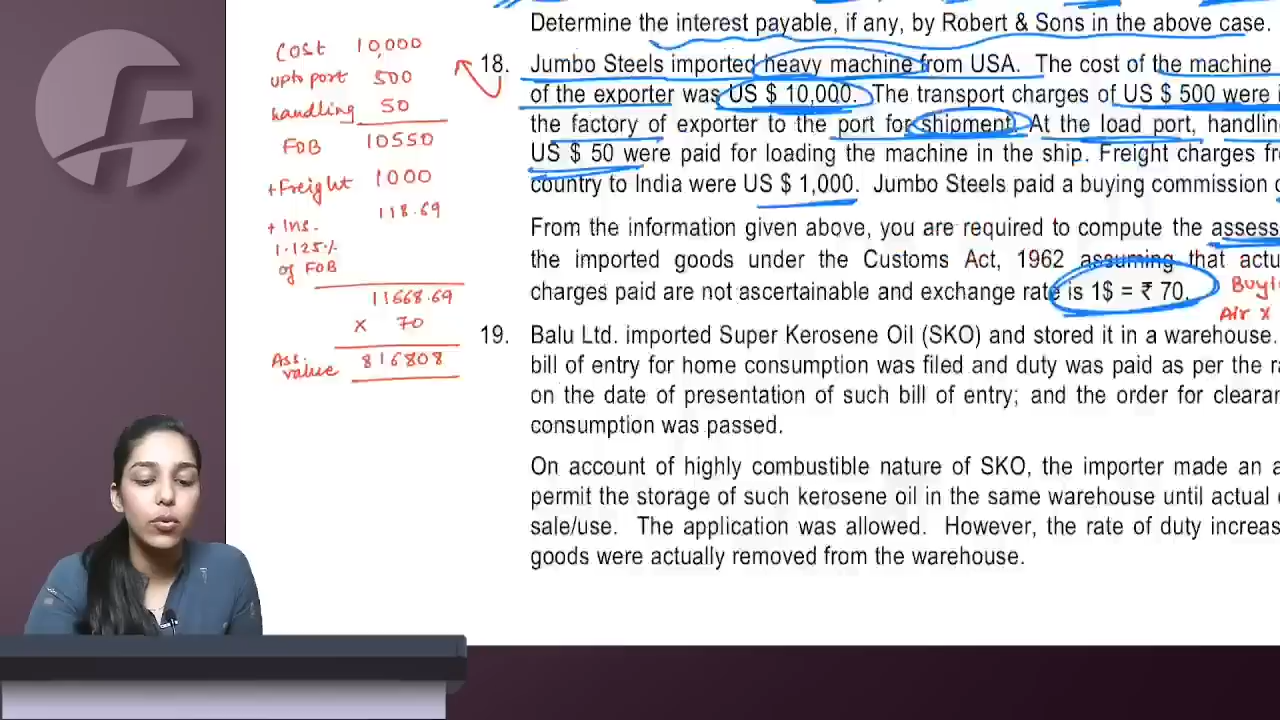 Determine the interest payable, if any, by Robert & Sons in the above case.
18. Jumbo Steels imported heavy machine from USA. The cost of the machine
of the exporter was US $ 10,000. The transport charges of US $ 500 were
the factory of exporter to the port for shipment. At the load port,
US $ 50 were paid for loading the machine in the ship. Freight charges
country to India were US $ 1,000. Jumbo Steels paid a buying commission
From the information given above, you are required to compute the
the imported goods under the Customs Act, 1962 assuming that
charges paid are not ascertainable and exchange rate is 1$ = ₹ 70.
19. Balu Ltd. imported Super Kerosene Oil (SKO) and stored it in a warehouse.
bill of entry for home consumption was filed and duty was paid as per the
on the date of presentation of such bill of entry; and the order for
consumption was passed.
On account of highly combustible nature of SKO, the importer made an
permit the storage of such kerosene oil in the same warehouse until actual
sale/use. The application was allowed. However, the rate of duty
goods were actually removed from the warehouse.
Cost 10,000
upto port 500
handling 50
FOB 10550
+Freight 1000
+ Ins. 118.69
1.125%
of FOB
11668.69
x 70
Ass. value 816808
Air x